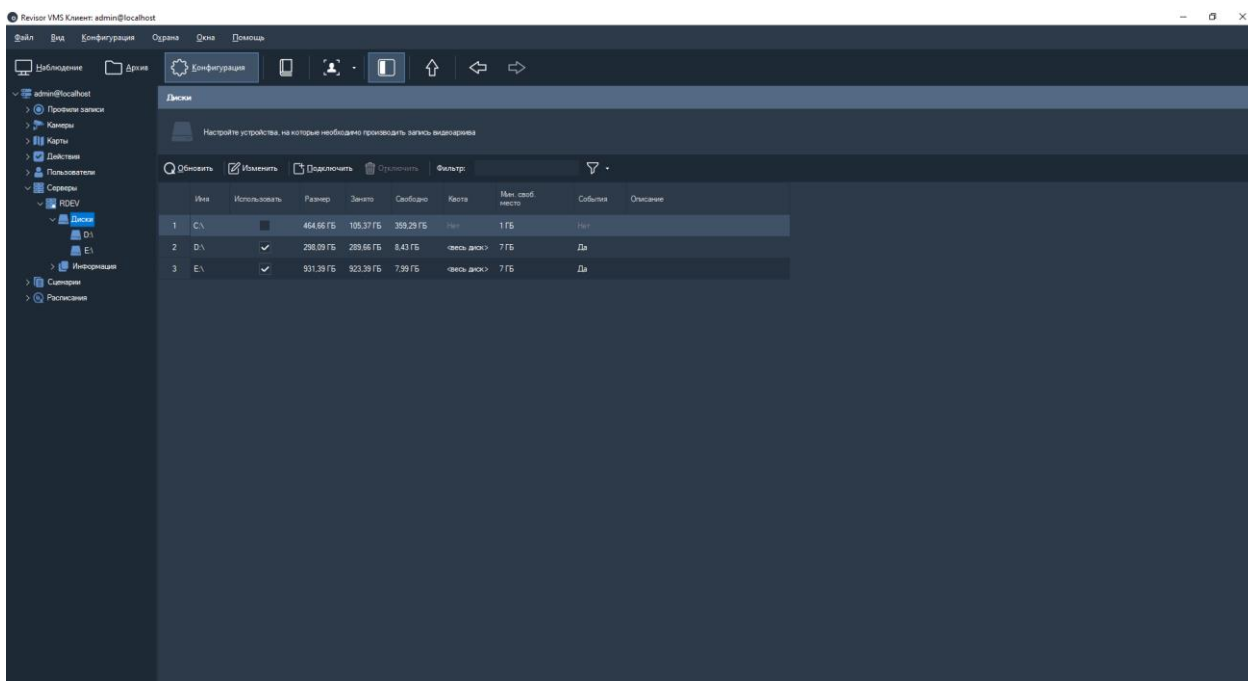 Revisor VMS Клиент: admin@localhost
Файл Вид Конфигурация Охрана Окна Помощь
Наблюдение Архив Конфигурация
admin@localhost
Профили записи
Камеры
Карты
Действия
Пользователи
Серверы
RDEV
Диски
D:\
E:\
Информация
Сценарии
Расписания
Диски
Настройте устройства, на которые необходимо производить запись видеоархива
Обновить Изменить Подключить Отключить Фильтр:
Имя Использовать Размер Занято Свободно Квота Мин. своб. место События Описание
1 C:\ 464,66 ГБ 105,37 ГБ 359,29 ГБ Нет 1 ГБ Нет
2 D:\ 298,09 ГБ 289,66 ГБ 8,43 ГБ <весь диск> 7 ГБ Да
3 E:\ 931,39 ГБ 923,39 ГБ 7,99 ГБ <весь диск> 7 ГБ Да